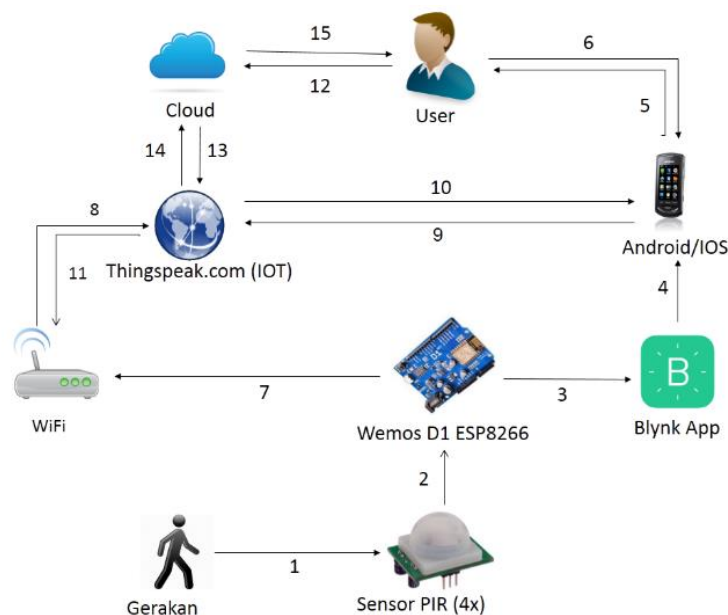 15
12
6
5
Cloud
User
14
13
10
8
9
11
Thingspeak.com (IOT)
Android/IOS
4
D1
B
7
3
WiFi
Wemos D1 ESP8266
Blynk App
2
1
Gerakan
Sensor PIR (4x)